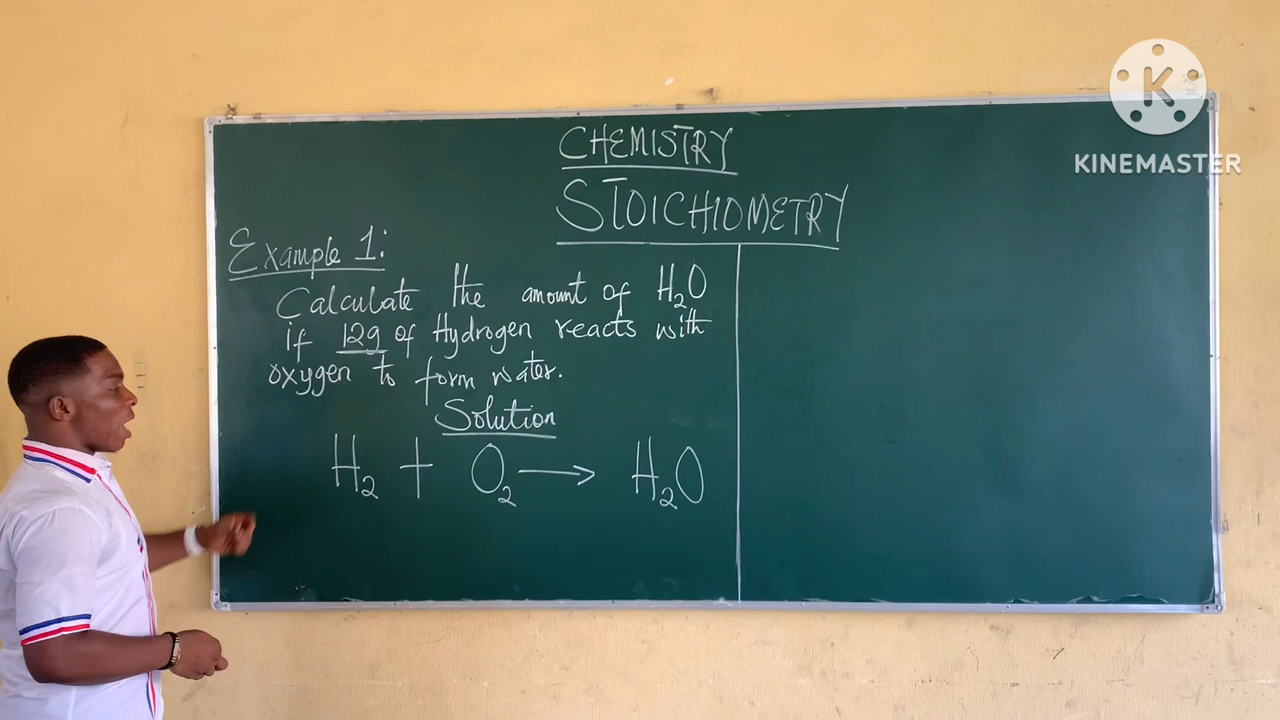 CHEMISTRY
STOICHIOMETRY
Example 1:
Calculate the amount of H₂O
if 12g of Hydrogen reacts with
oxygen to form water.
Solution
H₂ + O₂ → H₂O
K
KINEMASTER